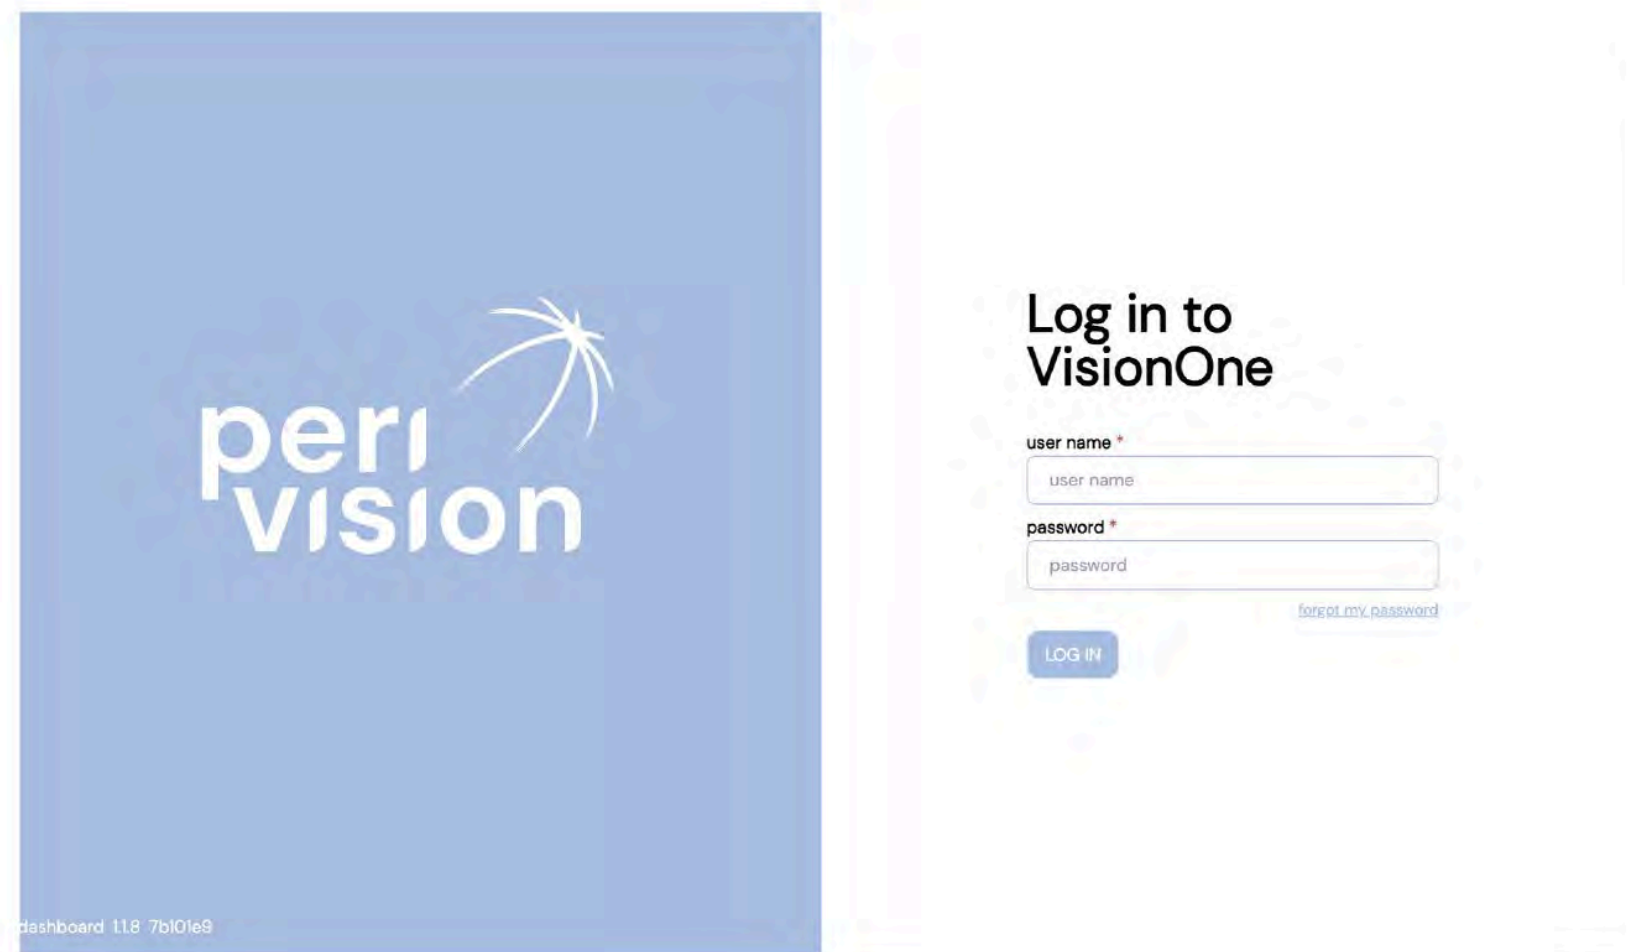 peri
vision
dashboard 1.1.8 7b101e9
Log in to
VisionOne
user name *
user name
password *
password
forgot my password
LOG IN